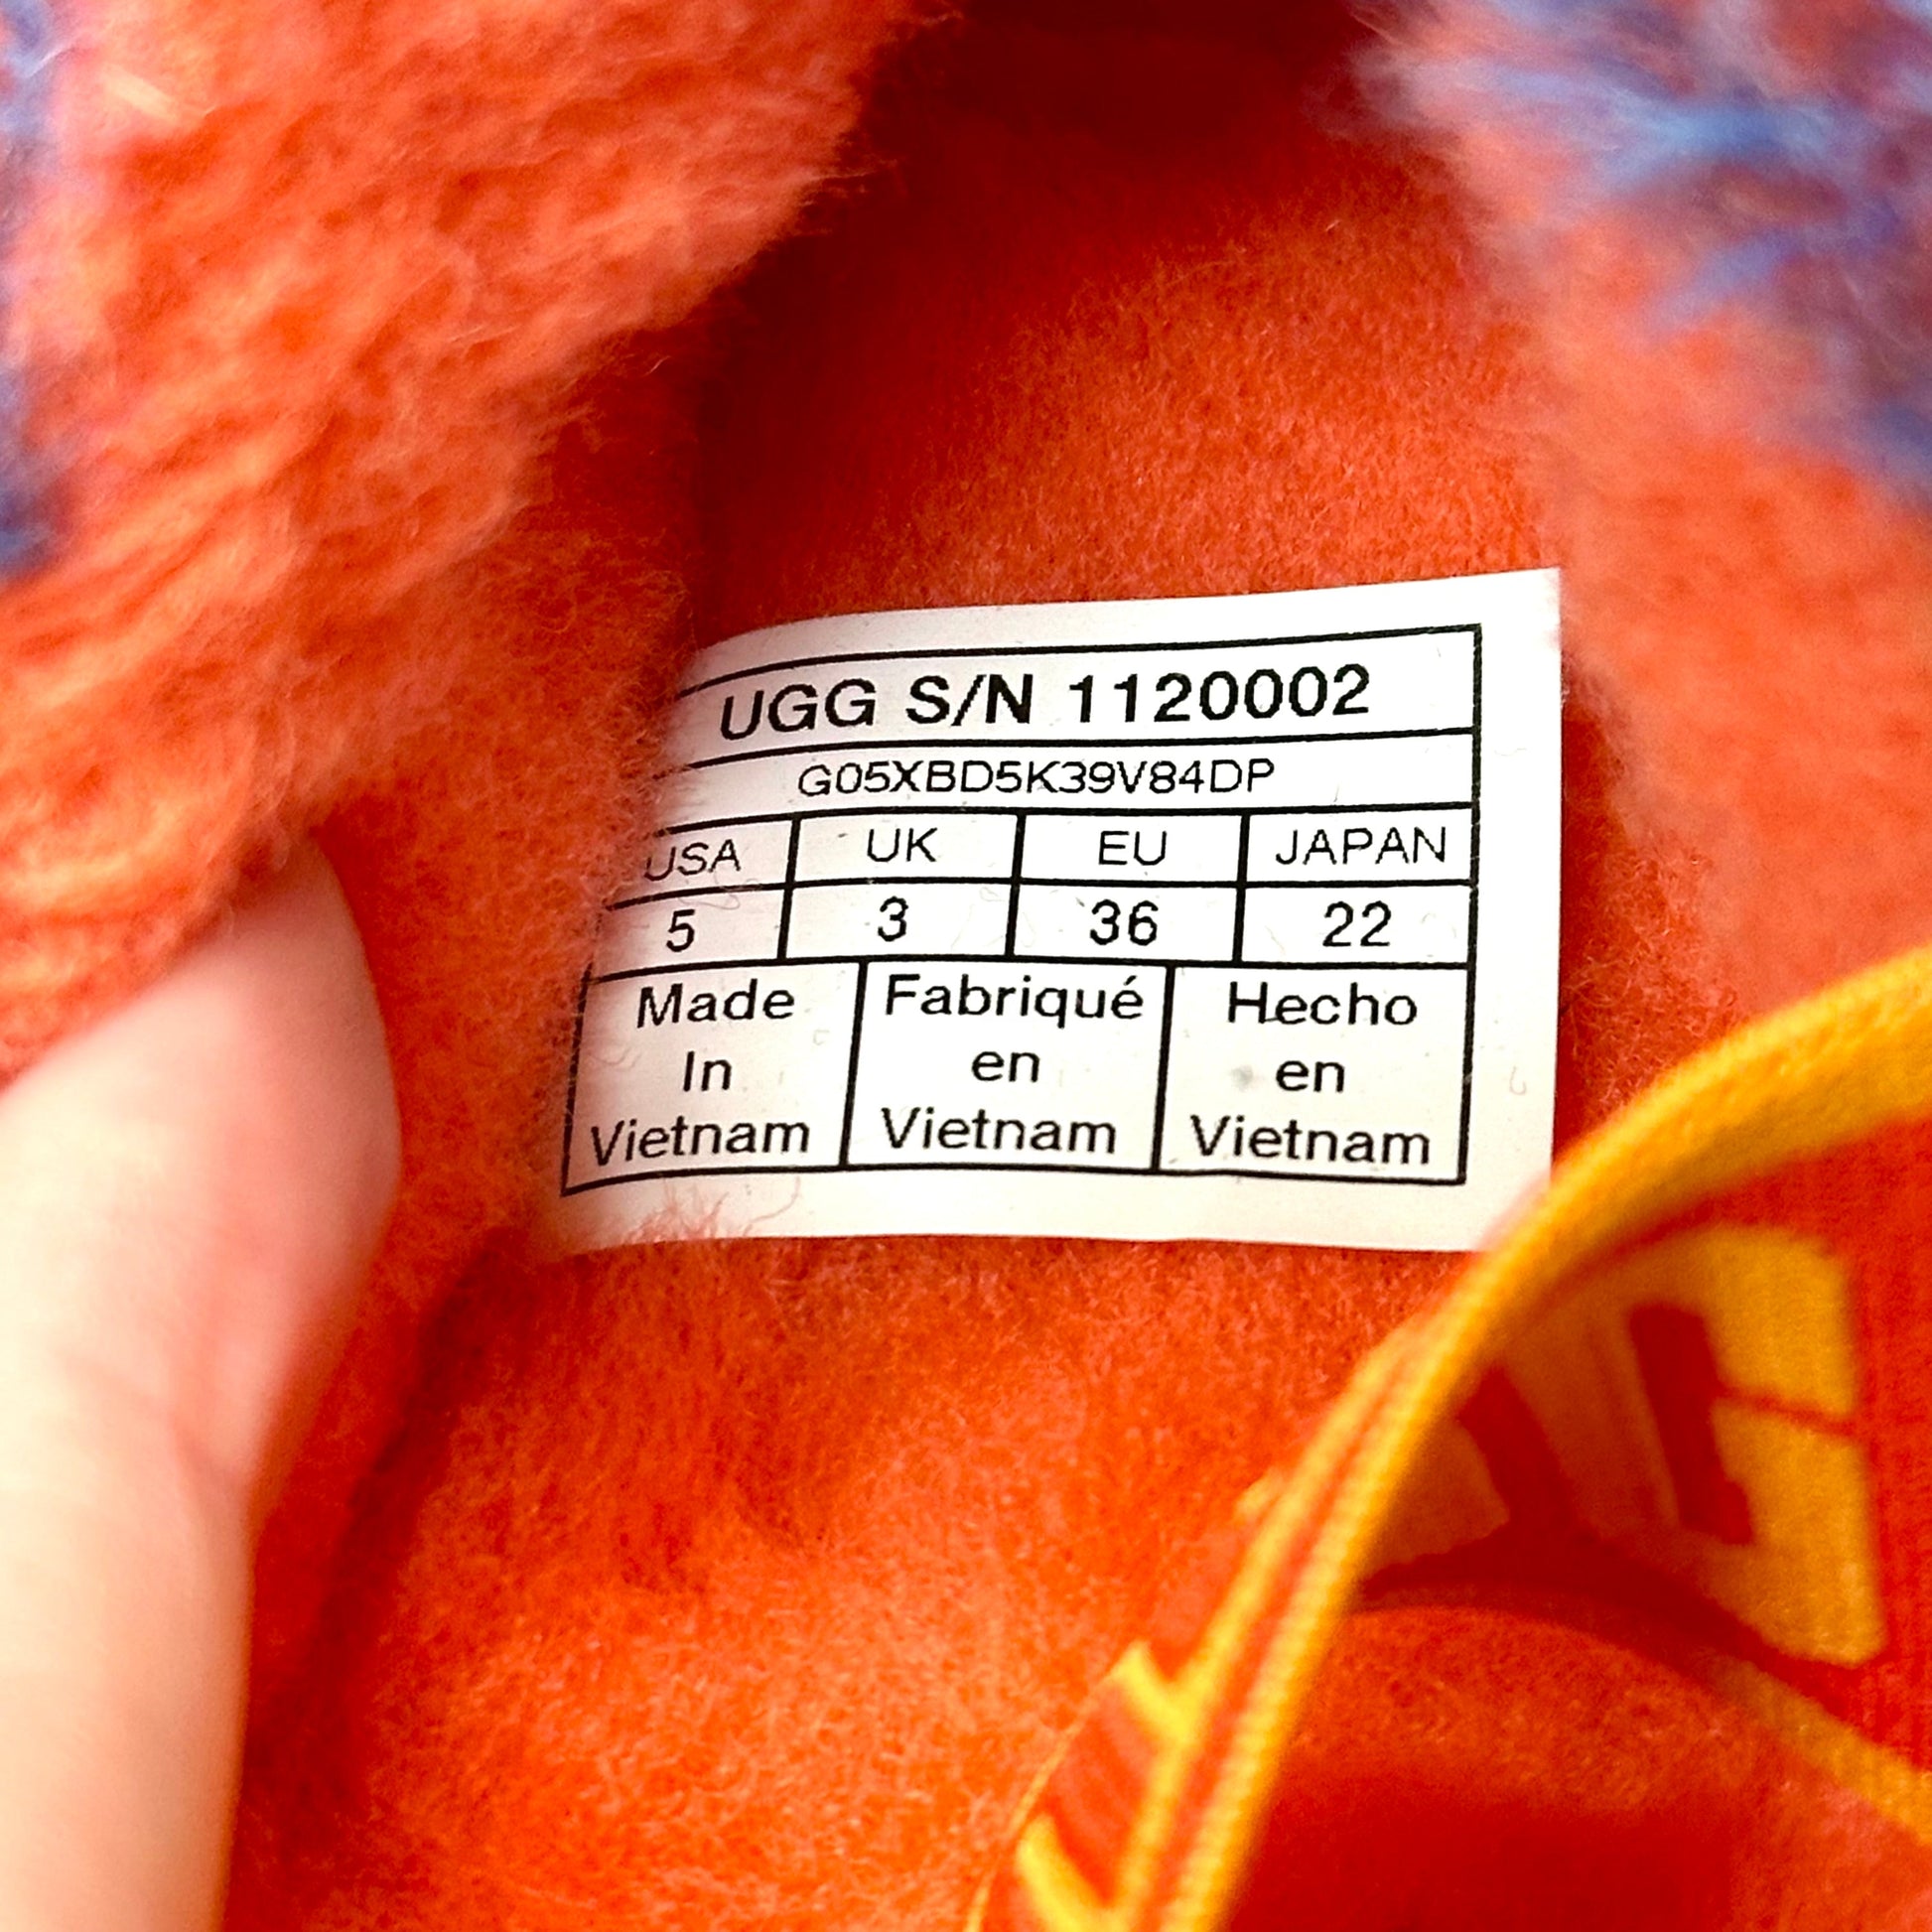 UGG S/N 1120002
G05XBD5K39V84DP
USA UK EU JAPAN
5 3 36 22
Made Fabriqué Hecho
In en en
Vietnam Vietnam Vietnam